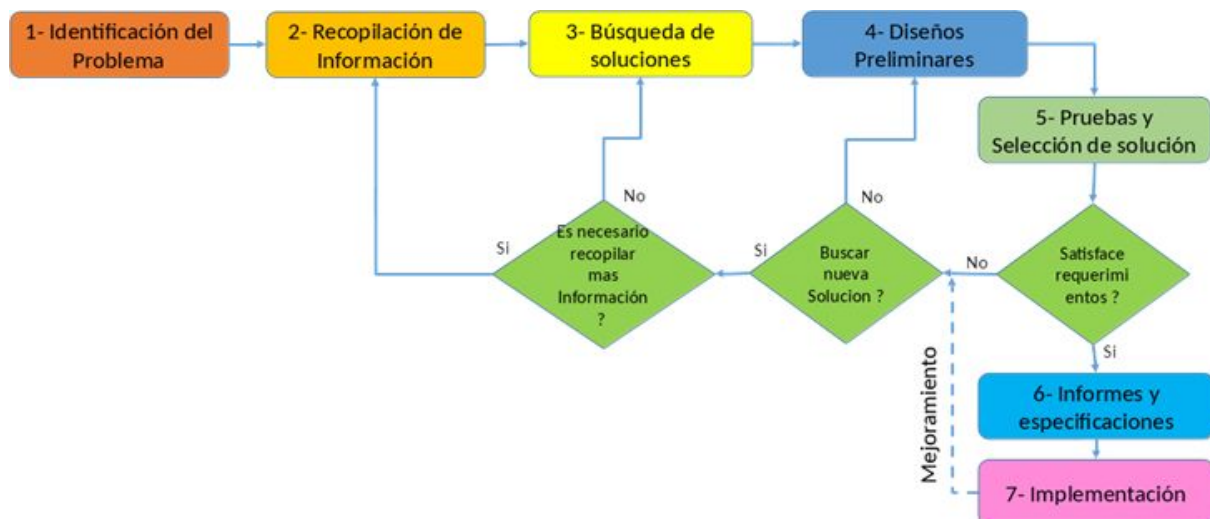 1- Identificación del
Problema
2- Recopilación de
Información
3- Búsqueda de
soluciones
4- Diseños
Preliminares
5- Pruebas y
Selección de solución
No
No
Si
Es necesario
recopilar
mas
Información
?
Si
Buscar
nueva
Solucion ?
No
Satisface
requerimi
entos ?
Si
Mejoramiento
6- Informes y
especificaciones
7- Implementación